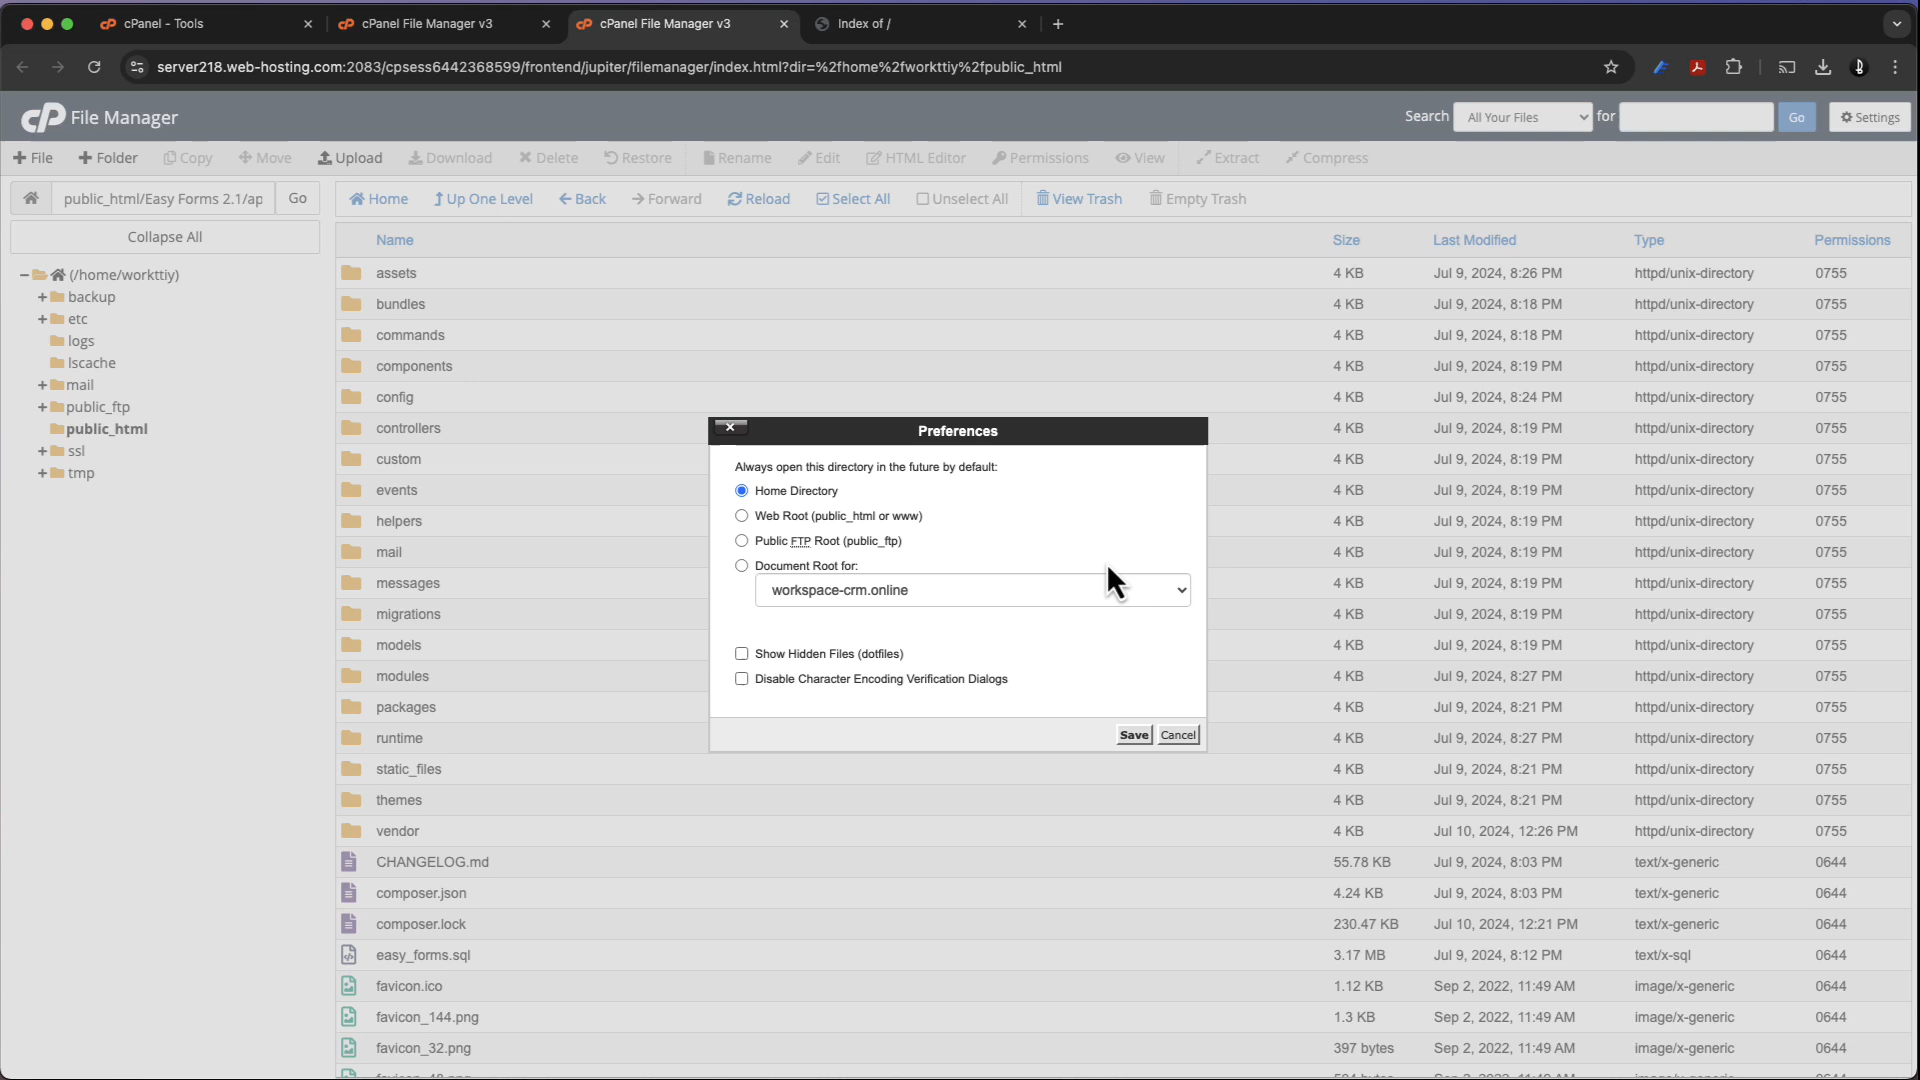 cPanel - Tools
cPanel File Manager v3
cPanel File Manager v3
Index of /
server218.web-hosting.com:2083/cpsess6442368599/frontend/jupiter/filemanager/index.html?dir=%2fhome%2fworkttiy%2fpublic_html
cP File Manager
Search All Your Files for Go Settings
File Folder Copy Move Upload Download Delete Restore Rename Edit HTML Editor Permissions View Extract Compress
public_html/Easy Forms 2.1/ap Go
Home Up One Level Back Forward Reload Select All Unselect All View Trash Empty Trash
Collapse All
(/home/workttiy)
backup
etc
logs
lscache
mail
public_ftp
public_html
ssl
tmp
Name Size Last Modified Type Permissions
assets 4 KB Jul 9, 2024, 8:26 PM httpd/unix-directory 0755
bundles 4 KB Jul 9, 2024, 8:18 PM httpd/unix-directory 0755
commands 4 KB Jul 9, 2024, 8:18 PM httpd/unix-directory 0755
components 4 KB Jul 9, 2024, 8:19 PM httpd/unix-directory 0755
config 4 KB Jul 9, 2024, 8:24 PM httpd/unix-directory 0755
controllers 4 KB Jul 9, 2024, 8:19 PM httpd/unix-directory 0755
custom 4 KB Jul 9, 2024, 8:19 PM httpd/unix-directory 0755
events 4 KB Jul 9, 2024, 8:19 PM httpd/unix-directory 0755
helpers 4 KB Jul 9, 2024, 8:19 PM httpd/unix-directory 0755
mail 4 KB Jul 9, 2024, 8:19 PM httpd/unix-directory 0755
messages 4 KB Jul 9, 2024, 8:19 PM httpd/unix-directory 0755
migrations 4 KB Jul 9, 2024, 8:19 PM httpd/unix-directory 0755
models 4 KB Jul 9, 2024, 8:19 PM httpd/unix-directory 0755
modules 4 KB Jul 9, 2024, 8:27 PM httpd/unix-directory 0755
packages 4 KB Jul 9, 2024, 8:21 PM httpd/unix-directory 0755
runtime 4 KB Jul 9, 2024, 8:27 PM httpd/unix-directory 0755
static_files 4 KB Jul 9, 2024, 8:21 PM httpd/unix-directory 0755
themes 4 KB Jul 9, 2024, 8:21 PM httpd/unix-directory 0755
vendor 4 KB Jul 10, 2024, 12:26 PM httpd/unix-directory 0755
CHANGELOG.md 55.78 KB Jul 9, 2024, 8:03 PM text/x-generic 0644
composer.json 4.24 KB Jul 9, 2024, 8:03 PM text/x-generic 0644
composer.lock 230.47 KB Jul 10, 2024, 12:21 PM text/x-generic 0644
easy_forms.sql 3.17 MB Jul 9, 2024, 8:12 PM text/x-sql 0644
favicon.ico 1.12 KB Sep 2, 2022, 11:49 AM image/x-generic 0644
favicon_144.png 1.3 KB Sep 2, 2022, 11:49 AM image/x-generic 0644
favicon_32.png 397 bytes Sep 2, 2022, 11:49 AM image/x-generic 0644
Preferences
Always open this directory in the future by default:
Home Directory
Web Root (public_html or www)
Public FTP Root (public_ftp)
Document Root for:
workspace-crm.online
Show Hidden Files (dotfiles)
Disable Character Encoding Verification Dialogs
Save Cancel